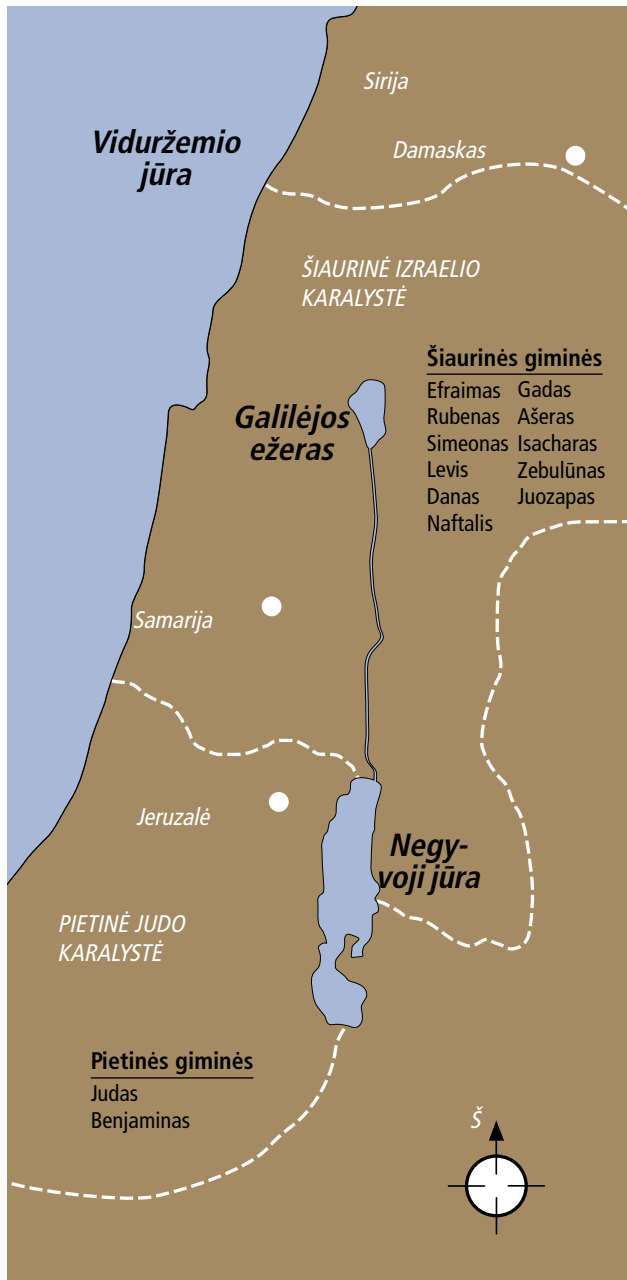 Sirija
Viduržemio
jūra
Damaskas
ŠIAURINĖ IZRAELIO
KARALYSTĖ
Šiaurinės giminės
Efraimas Gadas
Rubenas Ašeras
Simeonas Isacharas
Levis Zebulūnas
Danas Juozapas
Naftalis
Galilėjos
ežeras
Samarija
Jeruzalė
Negy-
voji jūra
PIETINĖ JUDO
KARALYSTĖ
Pietinės giminės
Judas
Benjaminas
Š